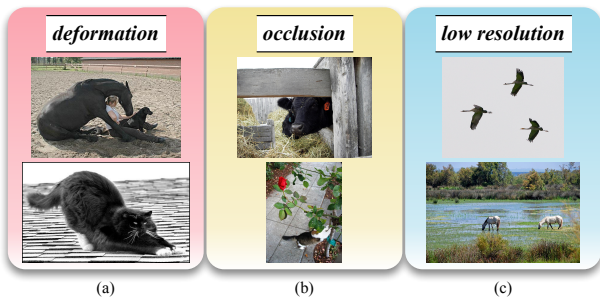 deformation
occlusion
low resolution
(a)
(b)
(c)